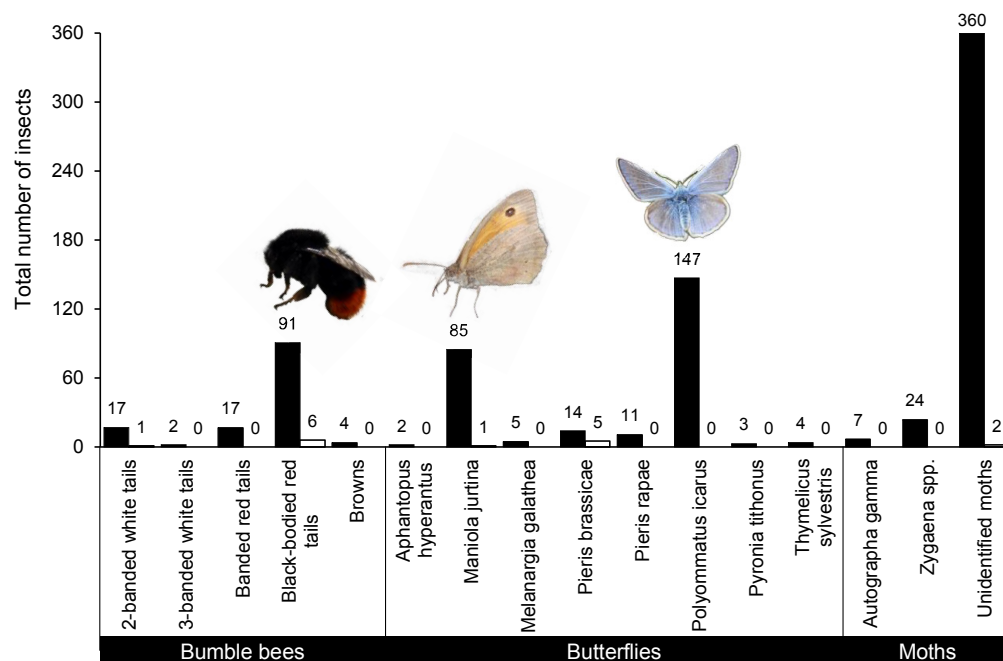 Total number of insects
360
300
240
180
120
60
0
17
1
2
0
17
0
91
6
4
0
2
0
85
1
5
0
14
5
11
0
147
0
3
0
4
0
7
0
24
0
360
2
2-banded white tails
3-banded white tails
Banded red tails
Black-bodied red
tails
Browns
Aphantopus
hyperantus
Maniola jurtina
Melanargia galathea
Pieris brassicae
Pieris rapae
Polyommatus icarus
Pyronia tithonus
Thymelicus
sylvestris
Autographa gamma
Zygaena spp.
Unidentified moths
Bumble bees
Butterflies
Moths